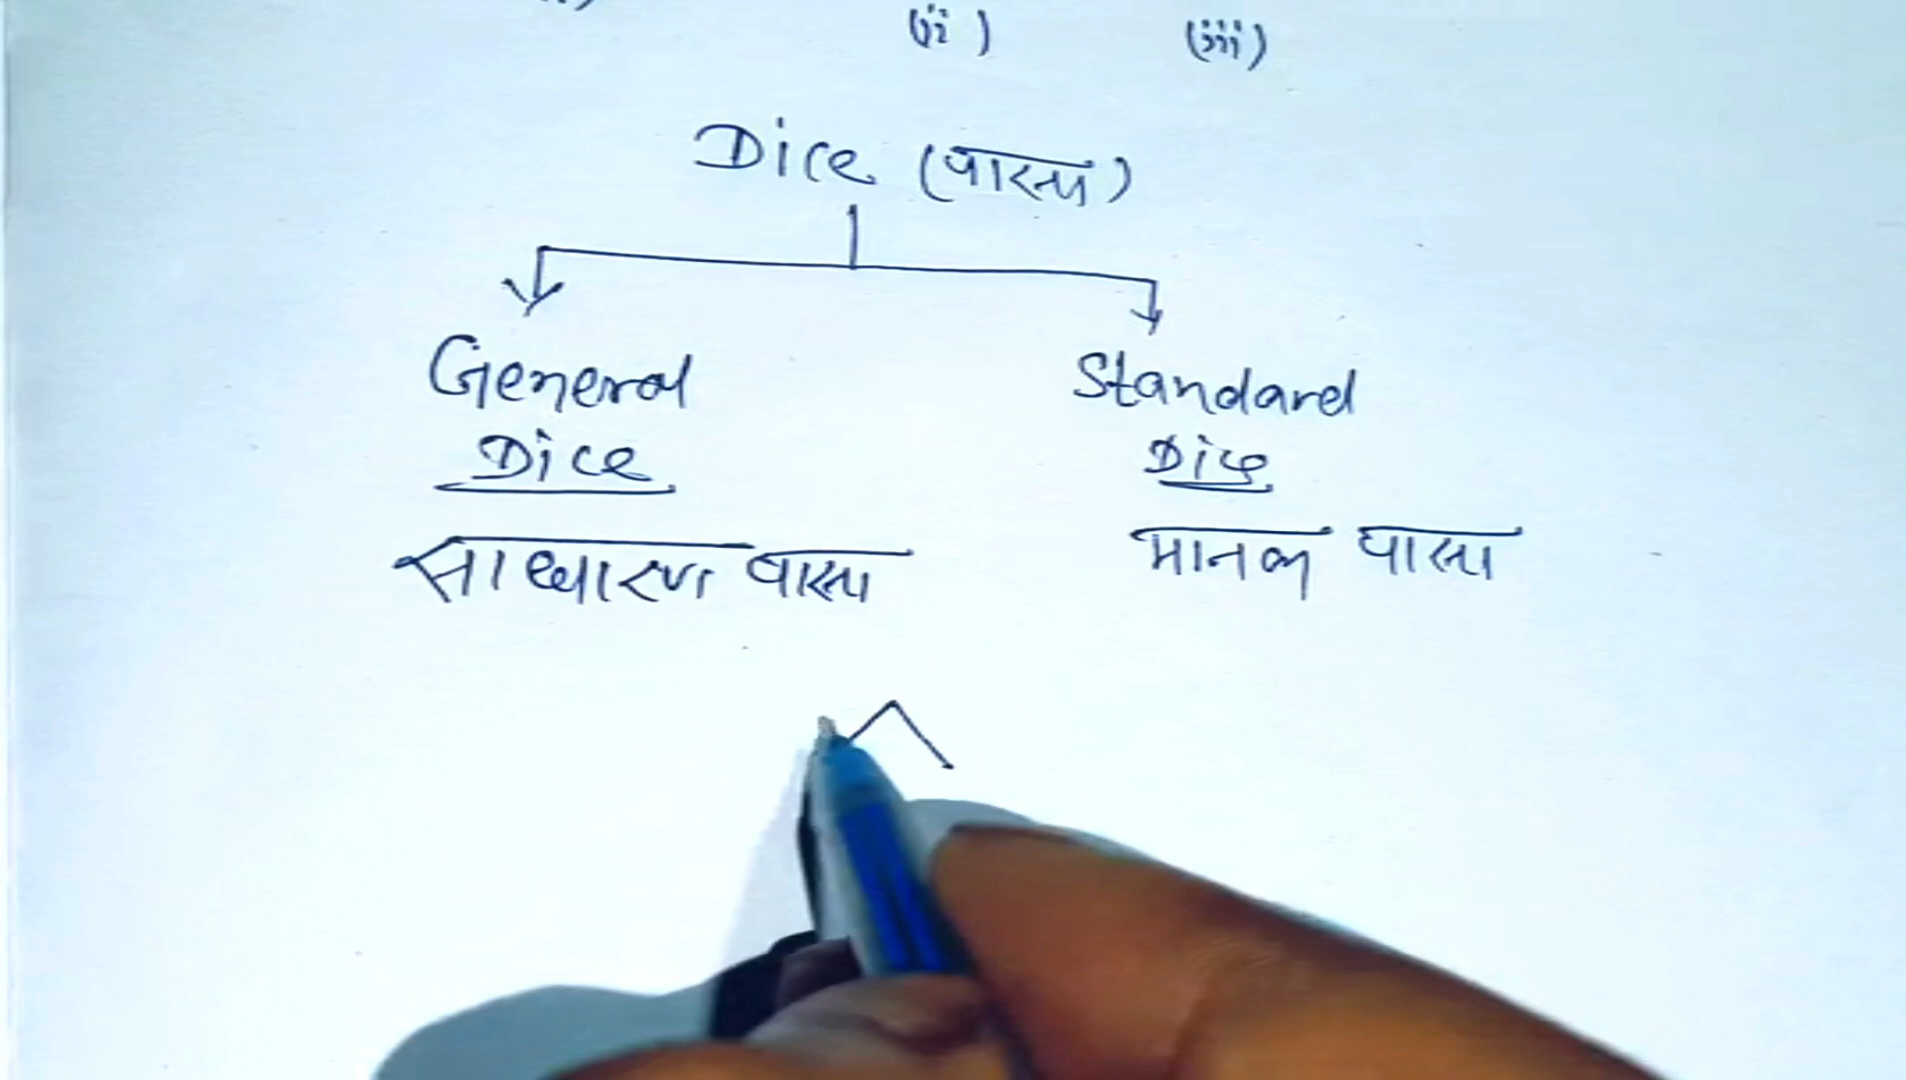 (ii) (iii)
Dice (पासा)
General Standard
Dice Dice
साधारण पासा मानक पासा